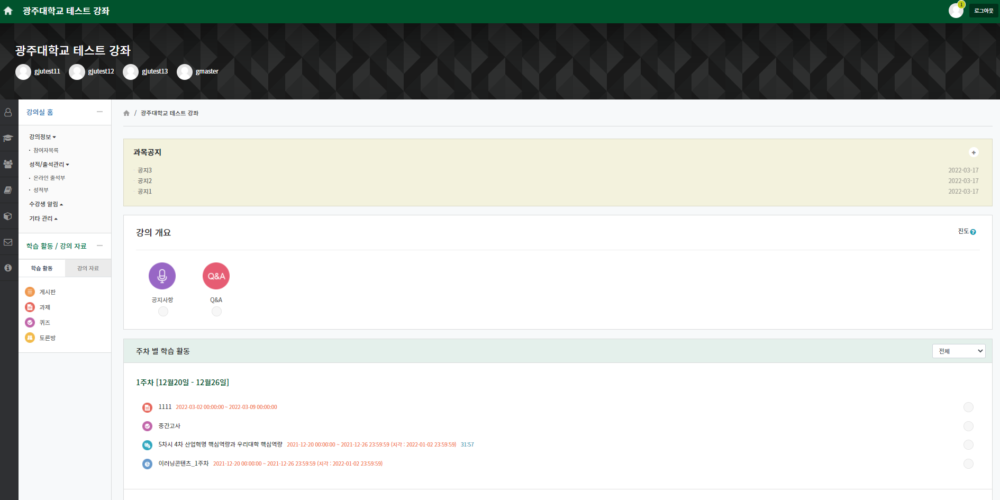 광주대학교 테스트 강좌
1
로그아웃
광주대학교 테스트 강좌
gjutest11 gjutest12 gjutest13 gmaster
강의실 홈
강의정보
· 참여자목록
성적/출석관리
· 온라인 출석부
· 성적부
수강생 알림
기타 관리
학습 활동 / 강의 자료
학습 활동 강의 자료
게시판
과제
퀴즈
토론방
/ 광주대학교 테스트 강좌
과목공지
+
공지3 2022-03-17
공지2 2022-03-17
공지1 2022-03-17
강의 개요
진도 ?
Q&A
공지사항 Q&A
주차 별 학습 활동
전체
1주차 [12월20일 - 12월26일]
1111 2022-03-02 00:00:00 ~ 2022-03-09 00:00:00
중간고사
5차시 4차 산업혁명 핵심역량과 우리대학 핵심역량 2021-12-20 00:00:00 ~ 2021-12-26 23:59:59 (지각 : 2022-01-02 23:59:59) 31:57
이러닝콘텐츠_1주차 2021-12-20 00:00:00 ~ 2021-12-26 23:59:59 (지각 : 2022-01-02 23:59:59)